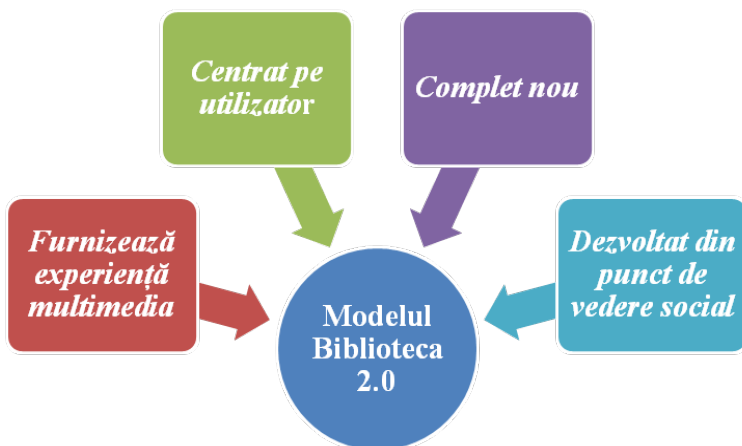 Centrat pe
utilizator
Complet nou
Furnizează
experiență
multimedia
Dezvoltat din
punct de
vedere social
Modelul
Biblioteca
2.0